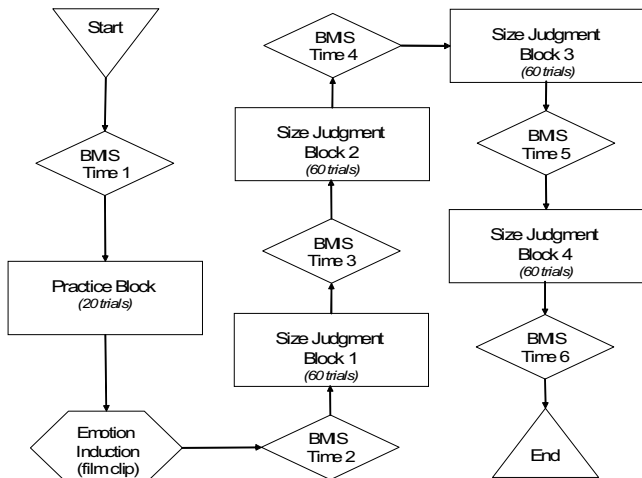 Start
BMIS
Time 1
Practice Block
(20 trials)
Emotion
Induction
(film clip)
BMIS
Time 2
Size Judgment
Block 1
(60 trials)
BMIS
Time 3
Size Judgment
Block 2
(60 trials)
BMIS
Time 4
Size Judgment
Block 3
(60 trials)
BMIS
Time 5
Size Judgment
Block 4
(60 trials)
BMIS
Time 6
End